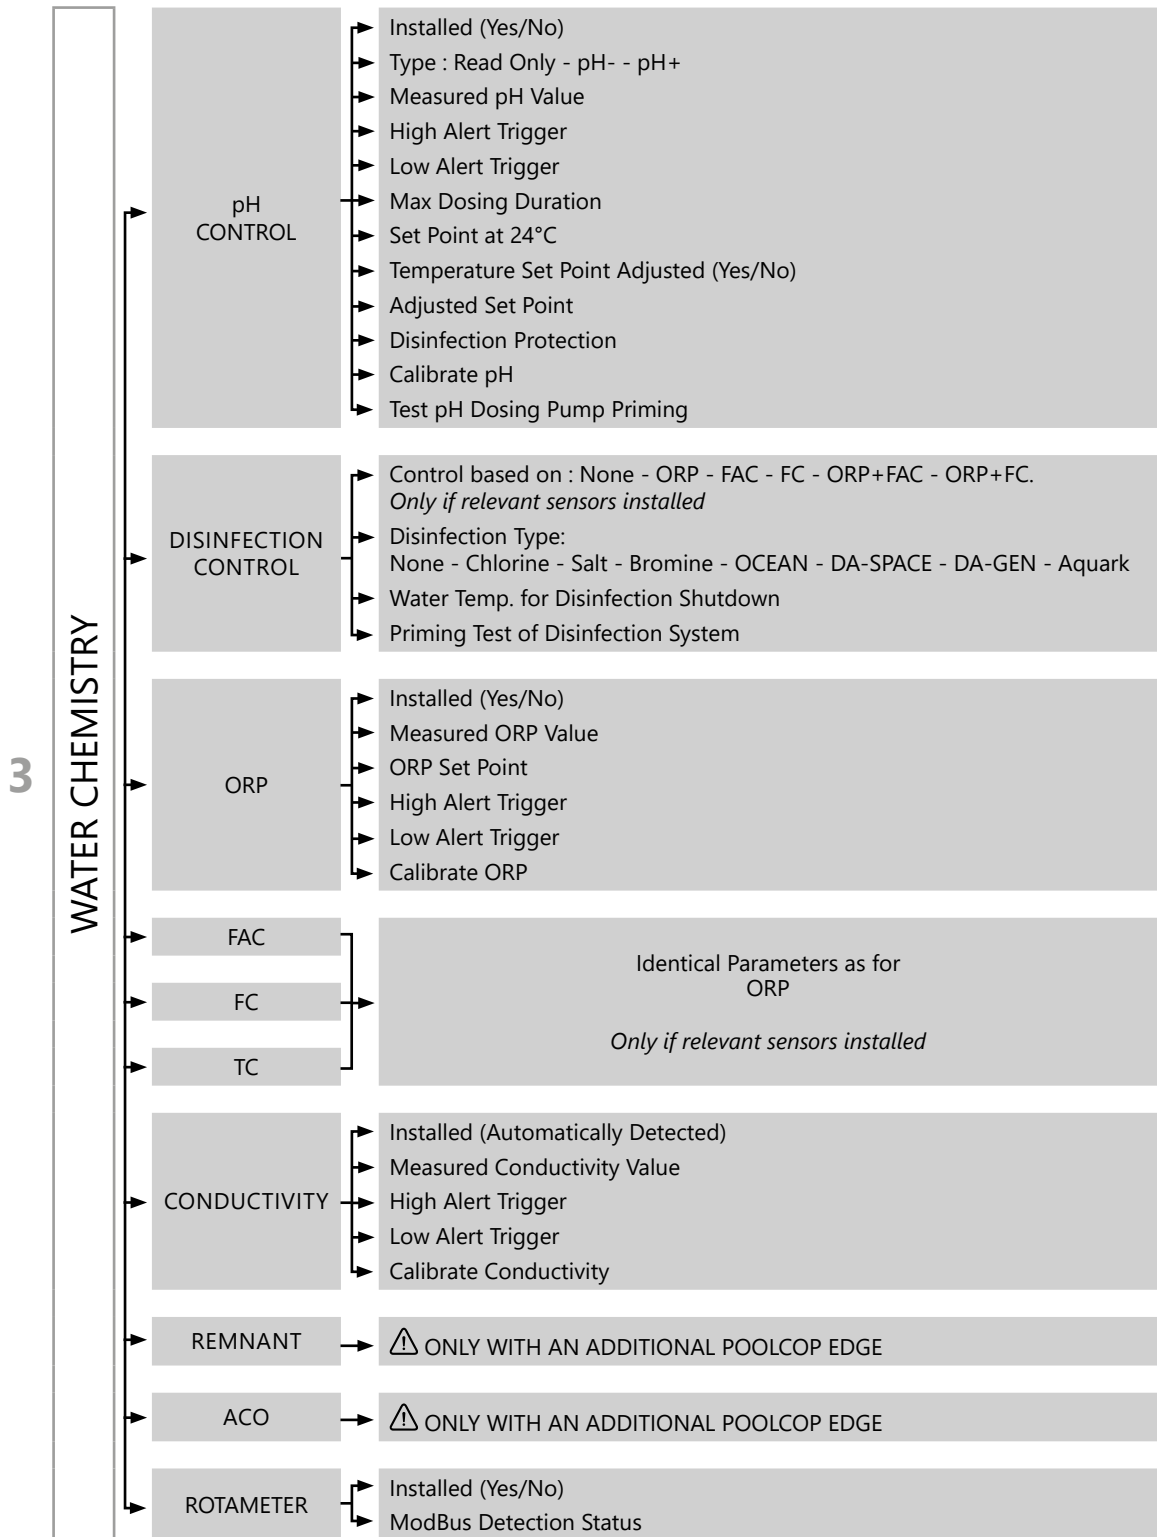 3
WATER CHEMISTRY
pH
CONTROL
Installed (Yes/No)
Type : Read Only - pH- - pH+
Measured pH Value
High Alert Trigger
Low Alert Trigger
Max Dosing Duration
Set Point at 24°C
Temperature Set Point Adjusted (Yes/No)
Adjusted Set Point
Disinfection Protection
Calibrate pH
Test pH Dosing Pump Priming
DISINFECTION
CONTROL
Control based on : None - ORP - FAC - FC - ORP+FAC - ORP+FC.
Only if relevant sensors installed
Disinfection Type:
None - Chlorine - Salt - Bromine - OCEAN - DA-SPACE - DA-GEN - Aquark
Water Temp. for Disinfection Shutdown
Priming Test of Disinfection System
ORP
Installed (Yes/No)
Measured ORP Value
ORP Set Point
High Alert Trigger
Low Alert Trigger
Calibrate ORP
FAC
FC
TC
Identical Parameters as for
ORP
Only if relevant sensors installed
CONDUCTIVITY
Installed (Automatically Detected)
Measured Conductivity Value
High Alert Trigger
Low Alert Trigger
Calibrate Conductivity
REMNANT
⚠ ONLY WITH AN ADDITIONAL POOLCOP EDGE
ACO
⚠ ONLY WITH AN ADDITIONAL POOLCOP EDGE
ROTAMETER
Installed (Yes/No)
ModBus Detection Status